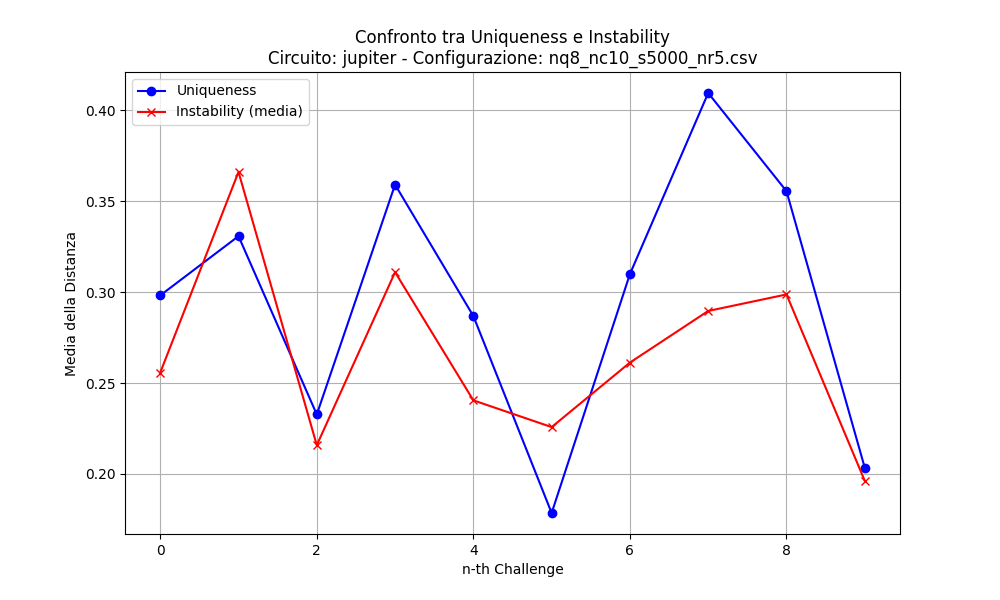 Confronto tra Uniqueness e Instability
Circuito: jupiter - Configurazione: nq8_nc10_s5000_nr5.csv
Uniqueness
Instability (media)
Media della Distanza
0.40
0.35
0.30
0.25
0.20
0 2 4 6 8
n-th Challenge